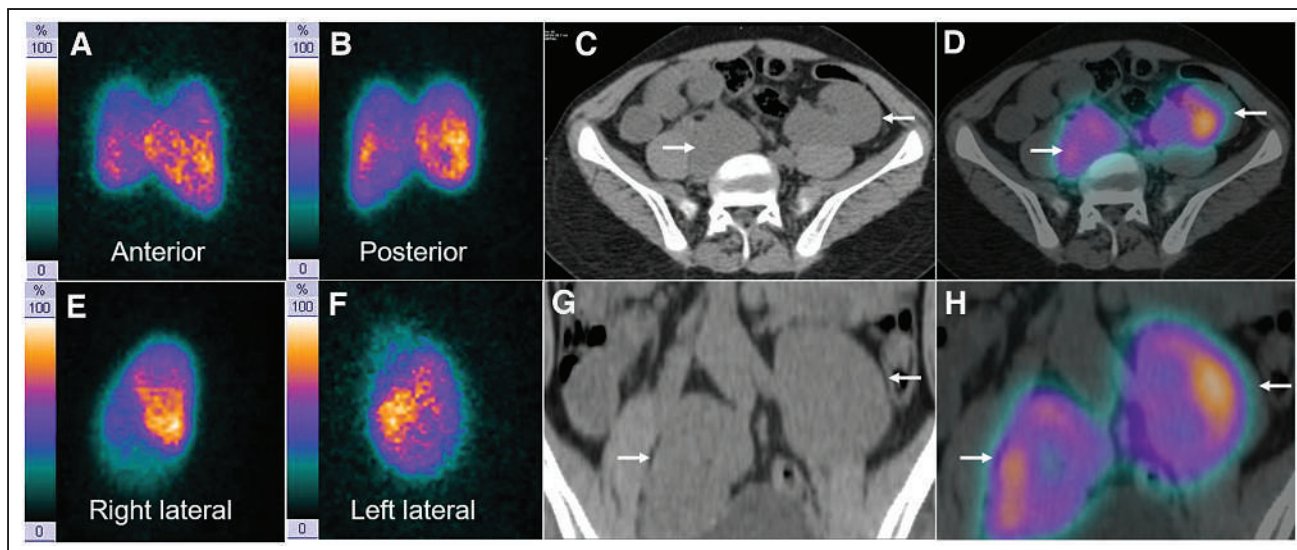 %
100
A
0
Anterior
%
100
B
0
Posterior
C
D
%
100
E
0
Right lateral
%
100
F
0
Left lateral
G
H